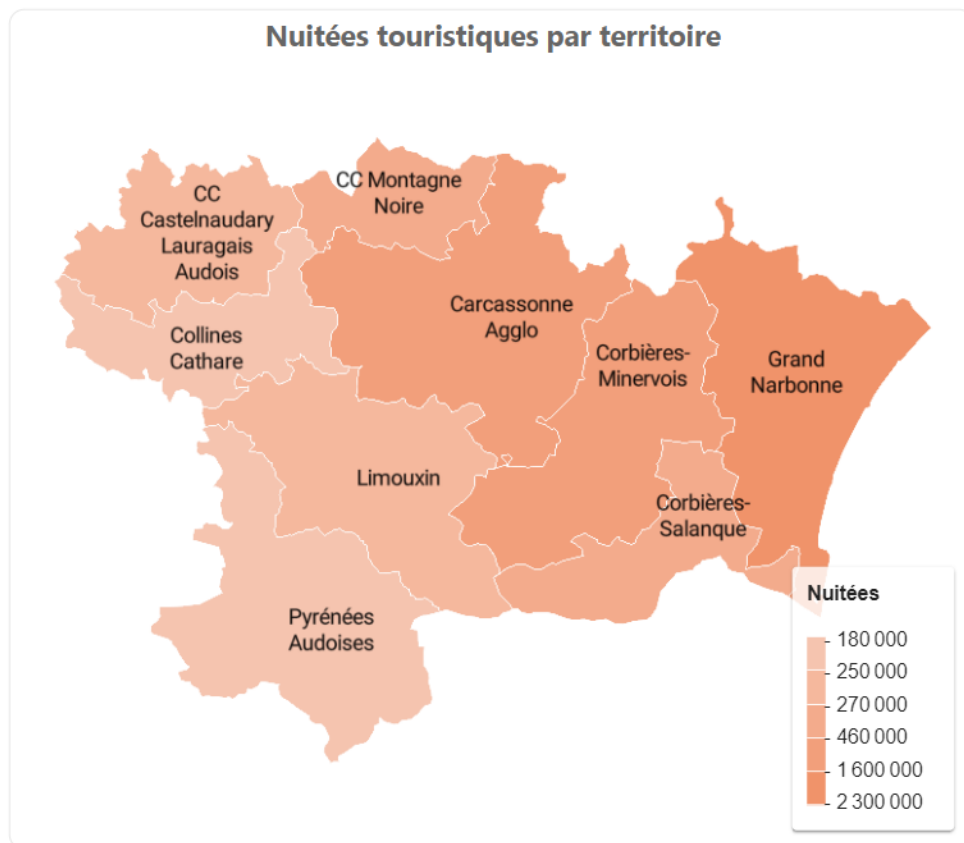 Nuitées touristiques par territoire
CC
Castelnaudary
Lauragais
Audois
CC Montagne
Noire
Collines
Cathare
Carcassonne
Agglo
Corbières-
Minervois
Grand
Narbonne
Limouxin
Corbières-
Salanque
Pyrénées
Audoises
Nuitées
180 000
250 000
270 000
460 000
1 600 000
2 300 000